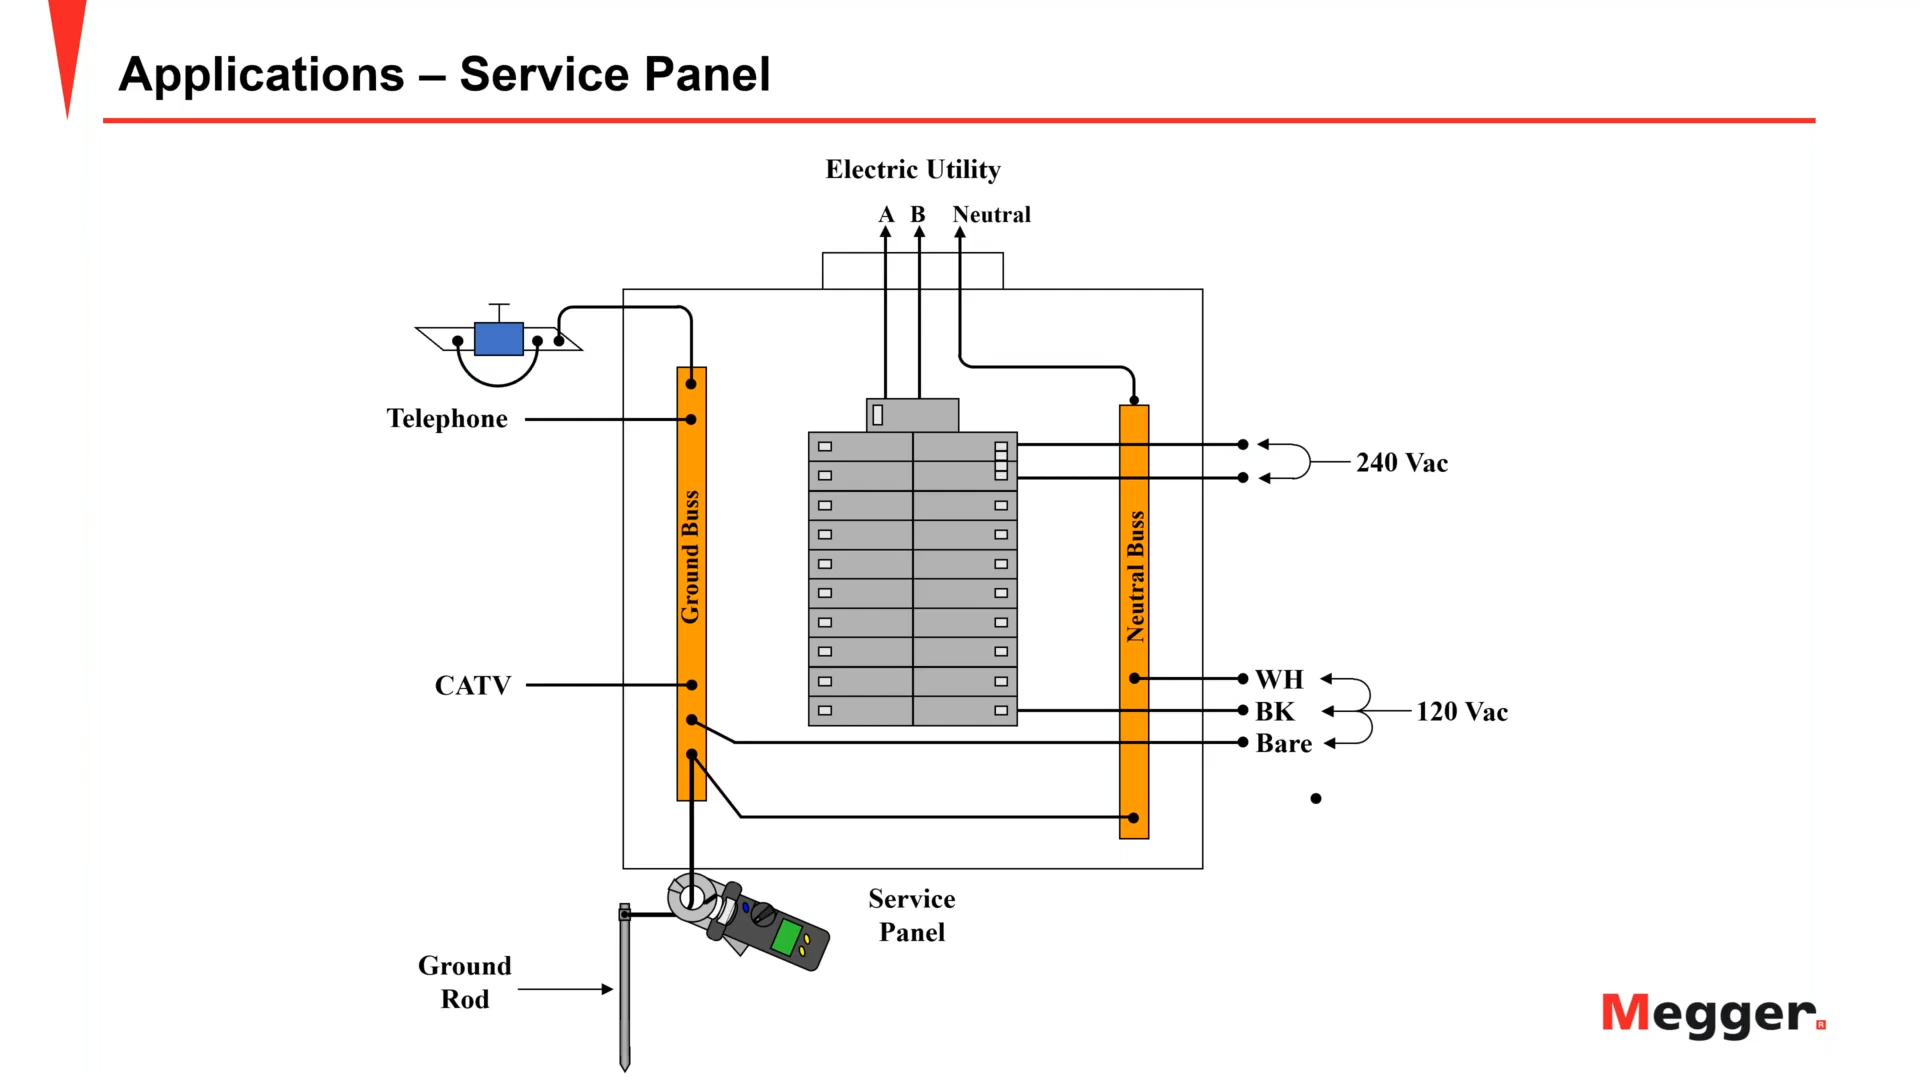 Applications – Service Panel
Electric Utility
A B Neutral
Telephone
240 Vac
Ground Buss
Neutral Buss
CATV
WH
BK
Bare
120 Vac
Service
Panel
Ground
Rod
Megger.